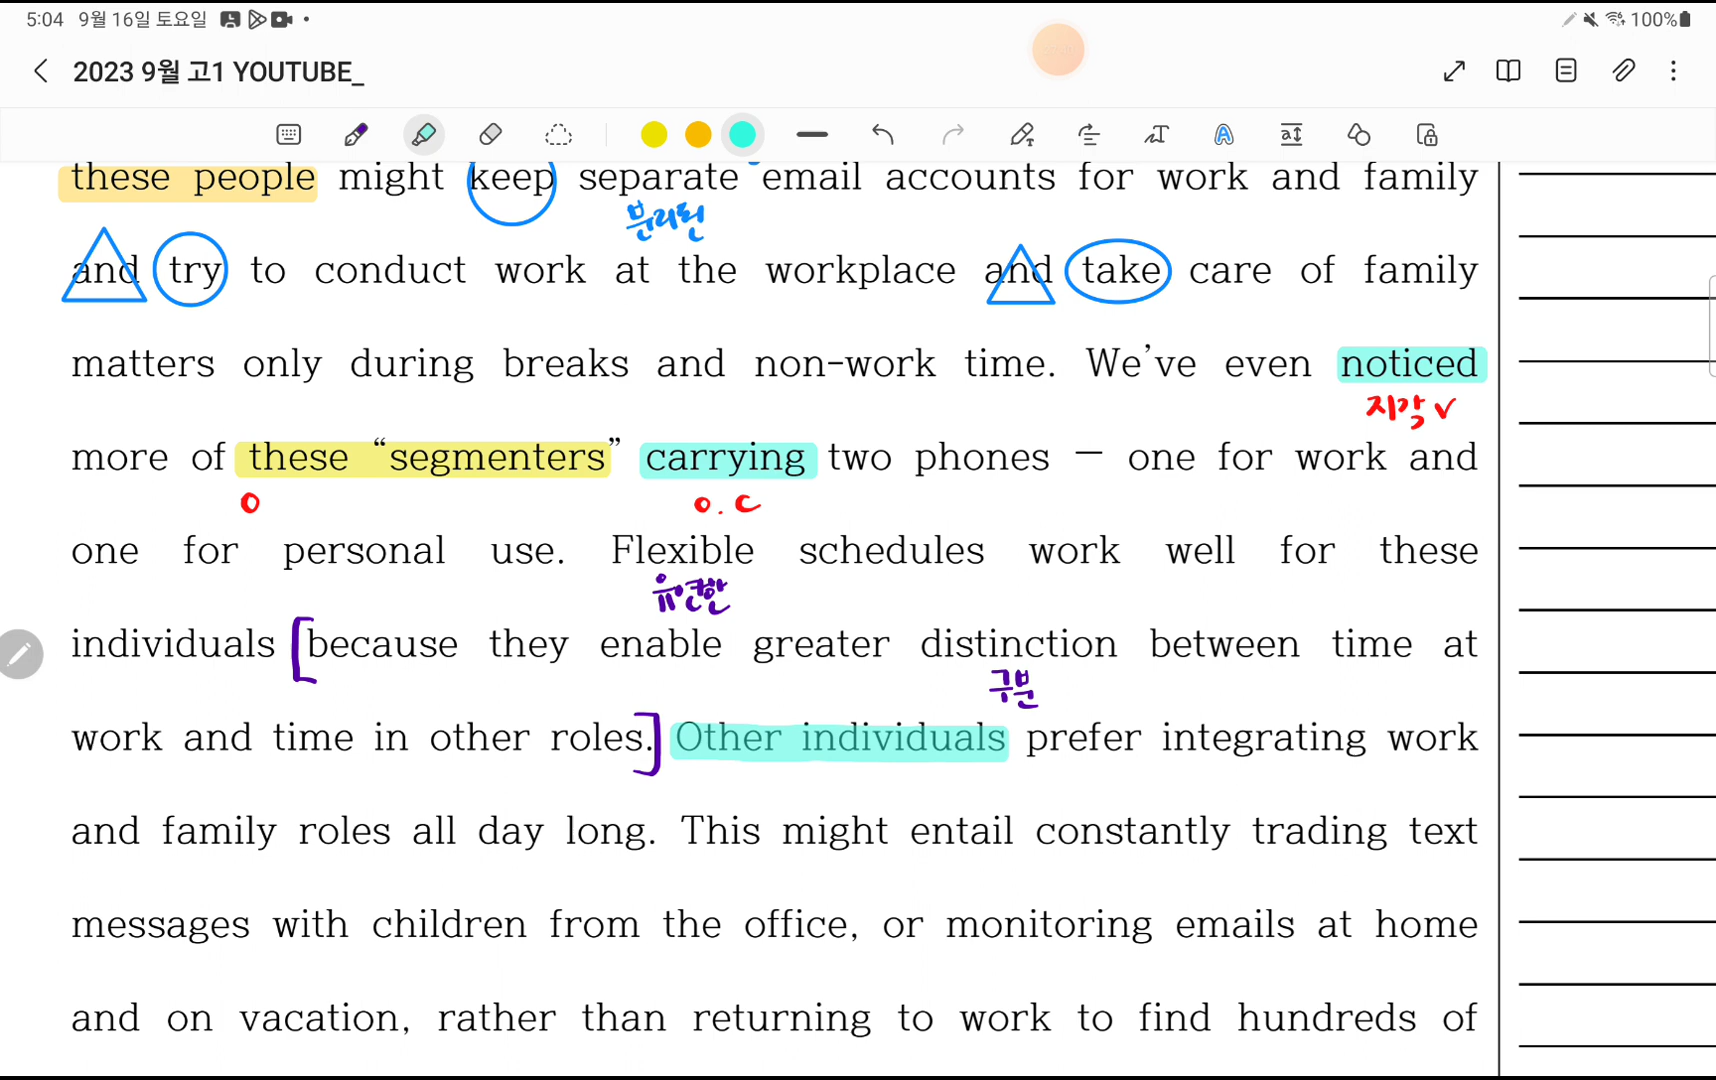 5:04 9월 16일 토요일 100%
2023 9월 고1 YOUTUBE_
these people might keep separate email accounts for work and family
분리된
and try to conduct work at the workplace and take care of family
matters only during breaks and non-work time. We've even noticed
지각 v
more of these “segmenters” carrying two phones — one for work and
O O.C
one for personal use. Flexible schedules work well for these
유연한
individuals [because they enable greater distinction between time at
구분
work and time in other roles.] Other individuals prefer integrating work
and family roles all day long. This might entail constantly trading text
messages with children from the office, or monitoring emails at home
and on vacation, rather than returning to work to find hundreds of